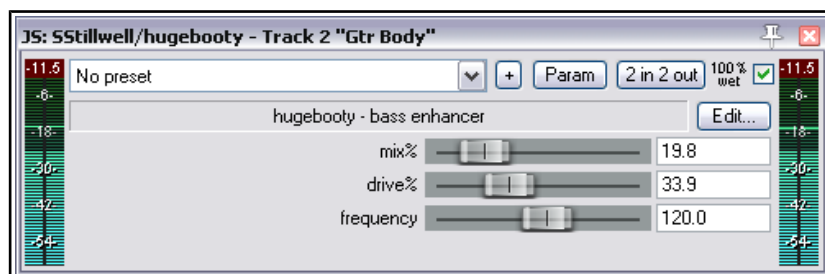 JS: SStillwell/hugebooty - Track 2 "Gtr Body"
-11.5 No preset + Param 2 in 2 out 100% wet -11.5
-6- -6-
hugebooty - bass enhancer Edit...
-18- -18-
mix% 19.8
-30- -30-
drive% 33.9
-42- -42-
frequency 120.0
-54- -54-